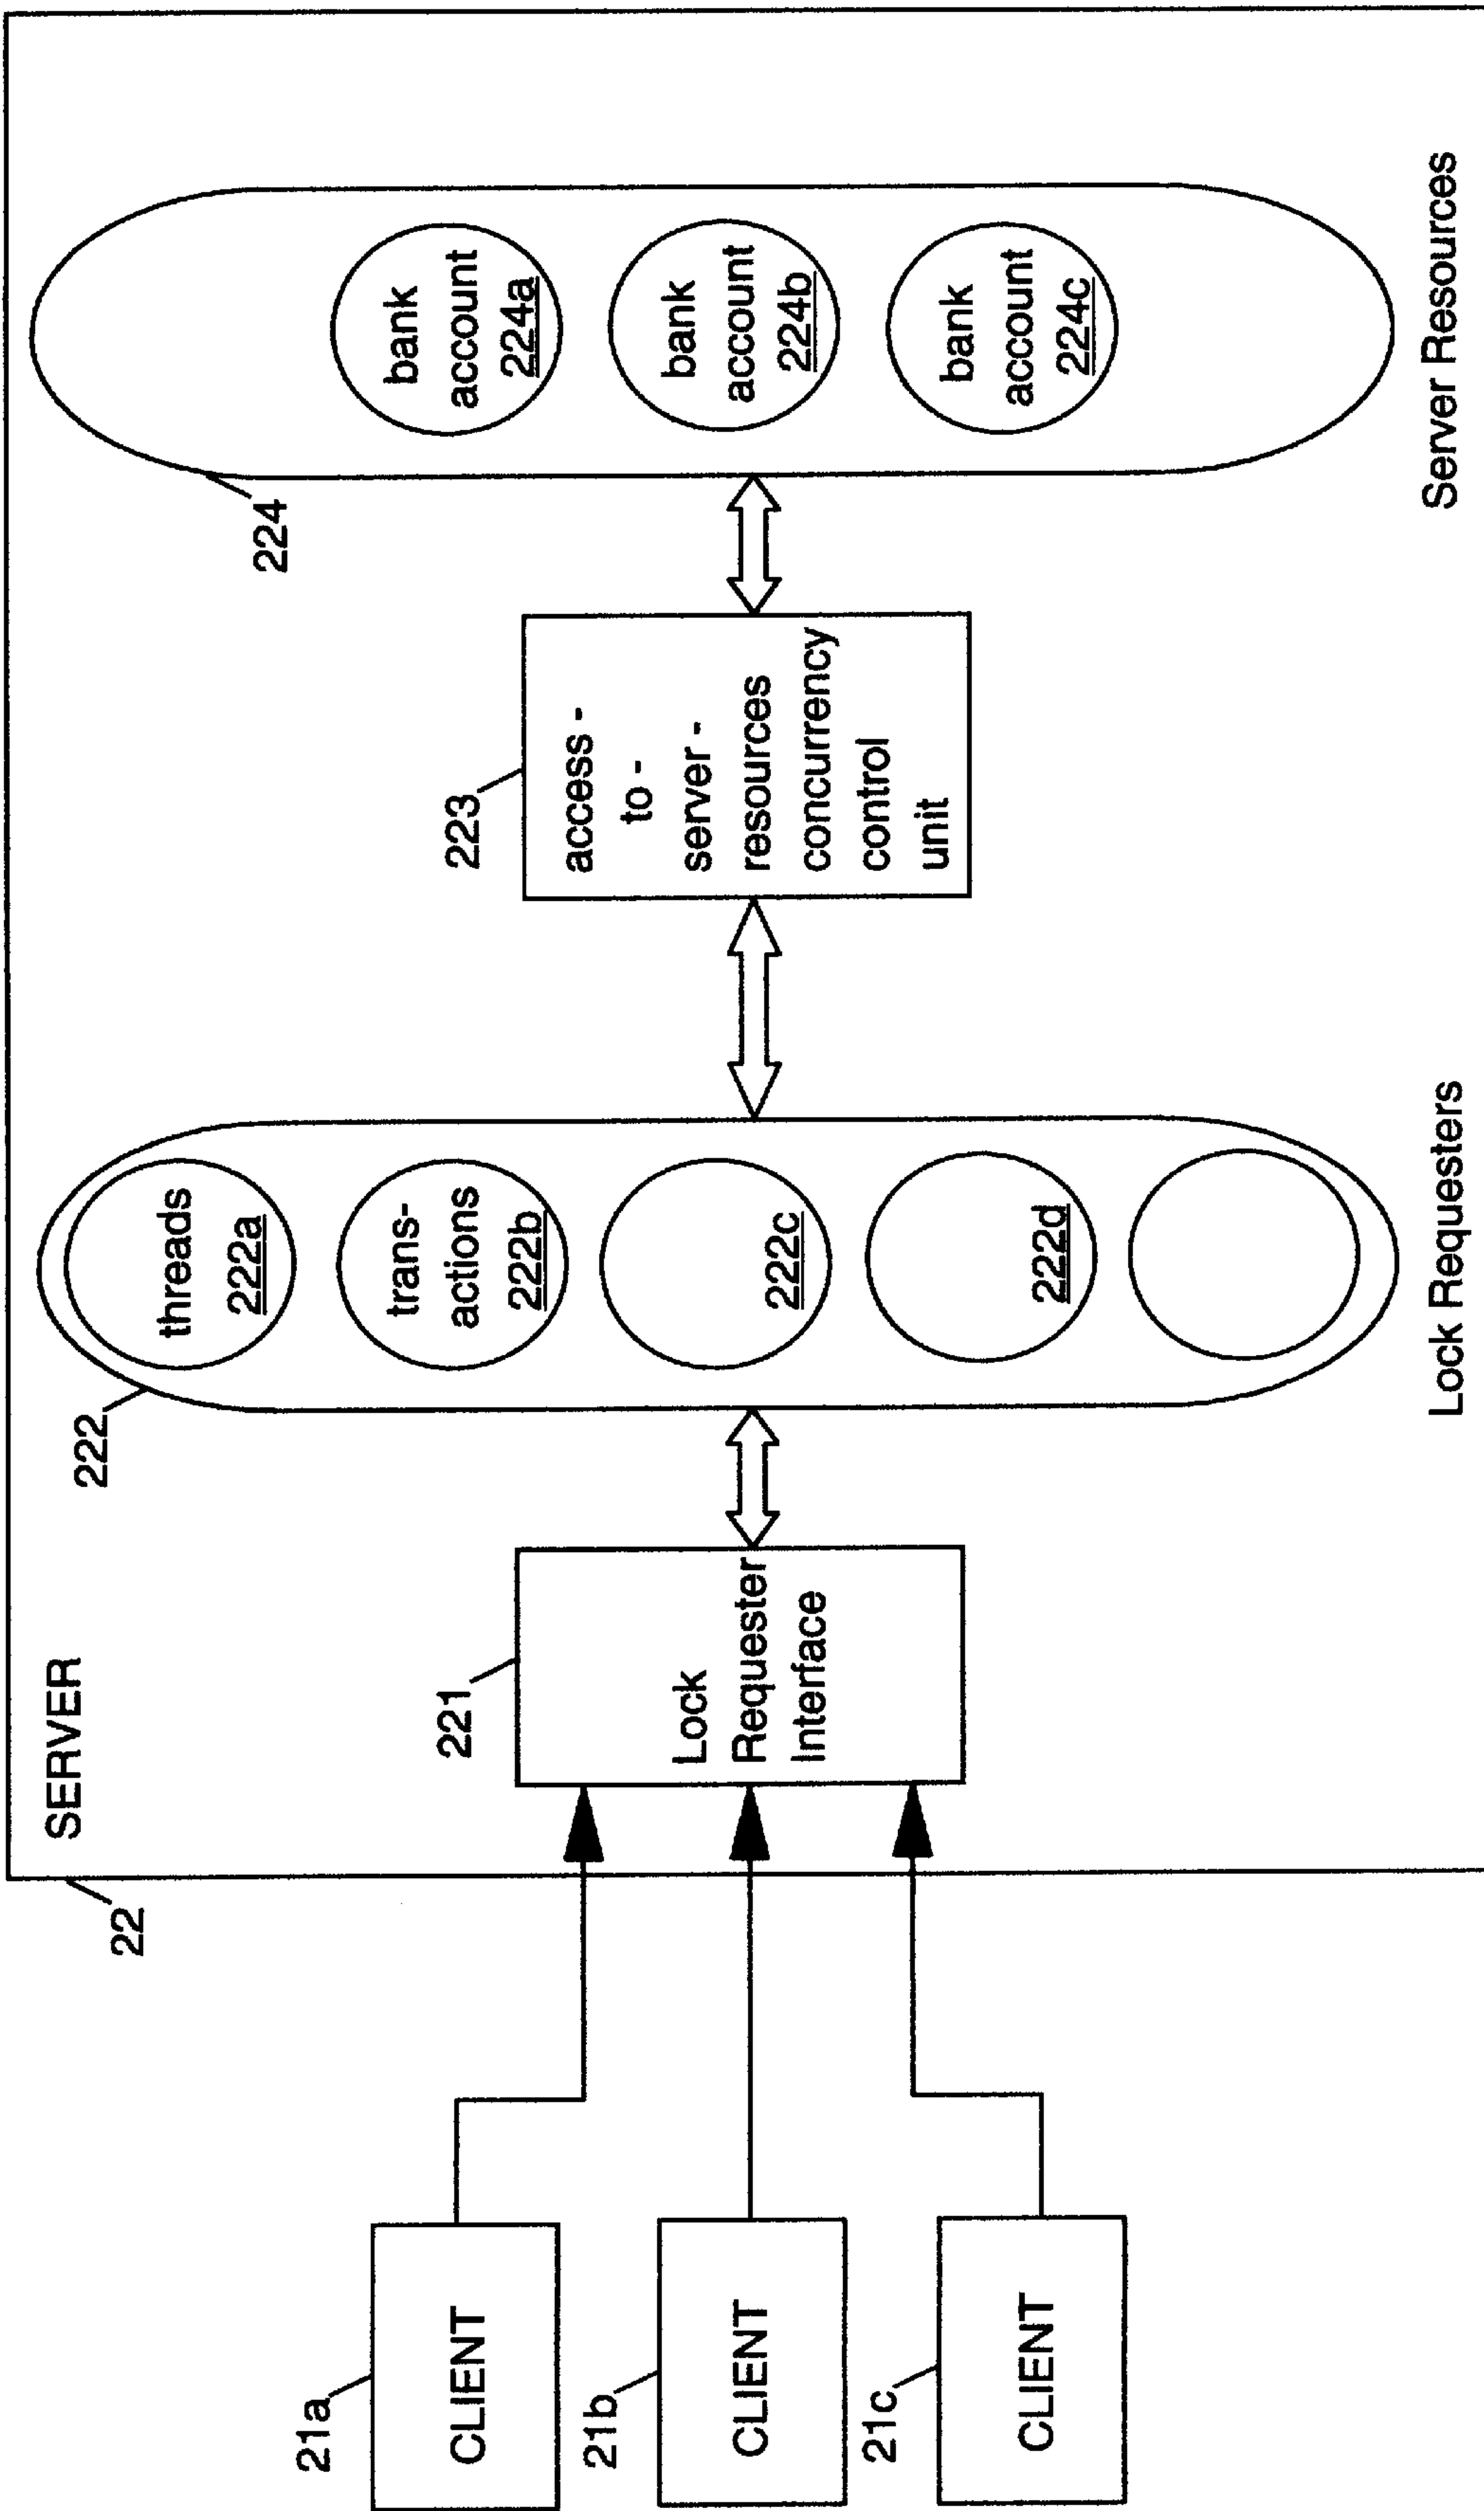 22
SERVER
21a
CLIENT
21b
CLIENT
21c
CLIENT
221
Lock
Requester
Interface
222
threads
222a
trans-
actions
222b
222c
222d
Lock Requesters
223
access -
to -
server -
resources
concurrency
control
unit
224
bank
account
224a
bank
account
224b
bank
account
224c
Server Resources